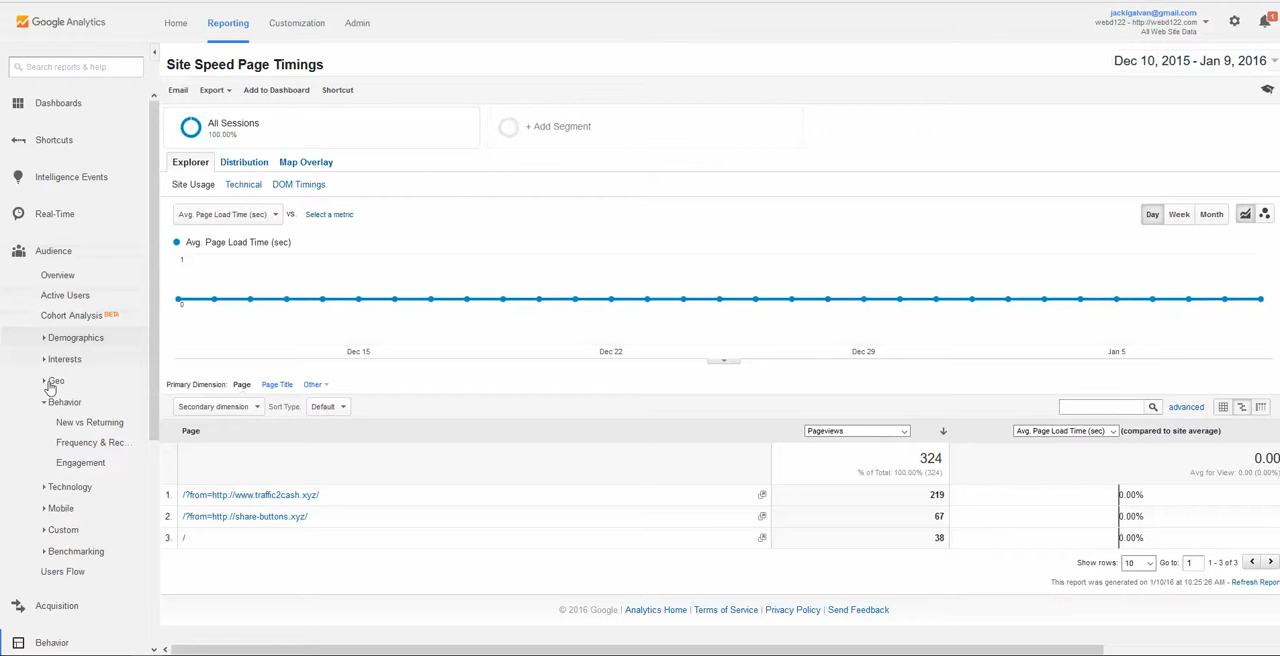 Google Analytics
Home Reporting Customization Admin
jacklgalvan@gmail.com
webd122 - http://webd122.com
All Web Site Data
1
Search reports & help
Dashboards
Shortcuts
Intelligence Events
Real-Time
Audience
Overview
Active Users
Cohort Analysis BETA
Demographics
Interests
Geo
Behavior
New vs Returning
Frequency & Rec...
Engagement
Technology
Mobile
Custom
Benchmarking
Users Flow
Acquisition
Behavior
Site Speed Page Timings
Dec 10, 2015 - Jan 9, 2016
Email Export Add to Dashboard Shortcut
All Sessions
100.00%
+ Add Segment
Explorer Distribution Map Overlay
Site Usage Technical DOM Timings
Avg. Page Load Time (sec) VS. Select a metric
Day Week Month
Avg. Page Load Time (sec)
1
0
Dec 15 Dec 22 Dec 29 Jan 5
Primary Dimension: Page Page Title Other
Secondary dimension Sort Type: Default
advanced
Page Pageviews Avg. Page Load Time (sec) (compared to site average)
324 0.00
% of Total: 100.00% (324) Avg for View: 0.00 (0.00%)
1. /?from=http://www.traffic2cash.xyz/ 219 0.00%
2. /?from=http://share-buttons.xyz/ 67 0.00%
3. / 38 0.00%
Show rows: 10 Go to: 1 1 - 3 of 3
This report was generated on 1/10/16 at 10:25:26 AM - Refresh Repor
© 2016 Google | Analytics Home | Terms of Service | Privacy Policy | Send Feedback